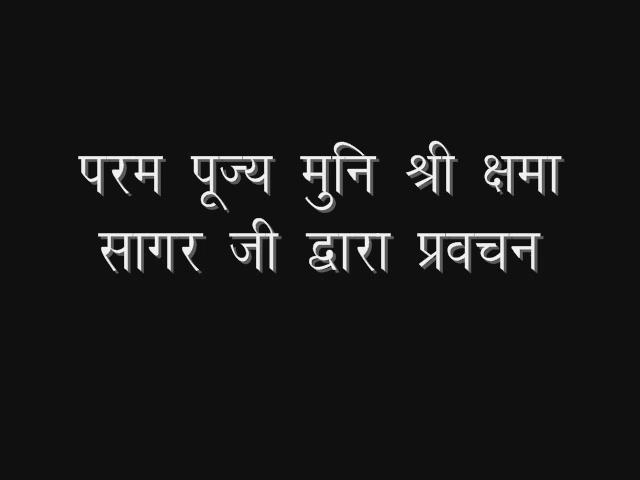 परम पूज्य मुनि श्री क्षमा
सागर जी द्वारा प्रवचन